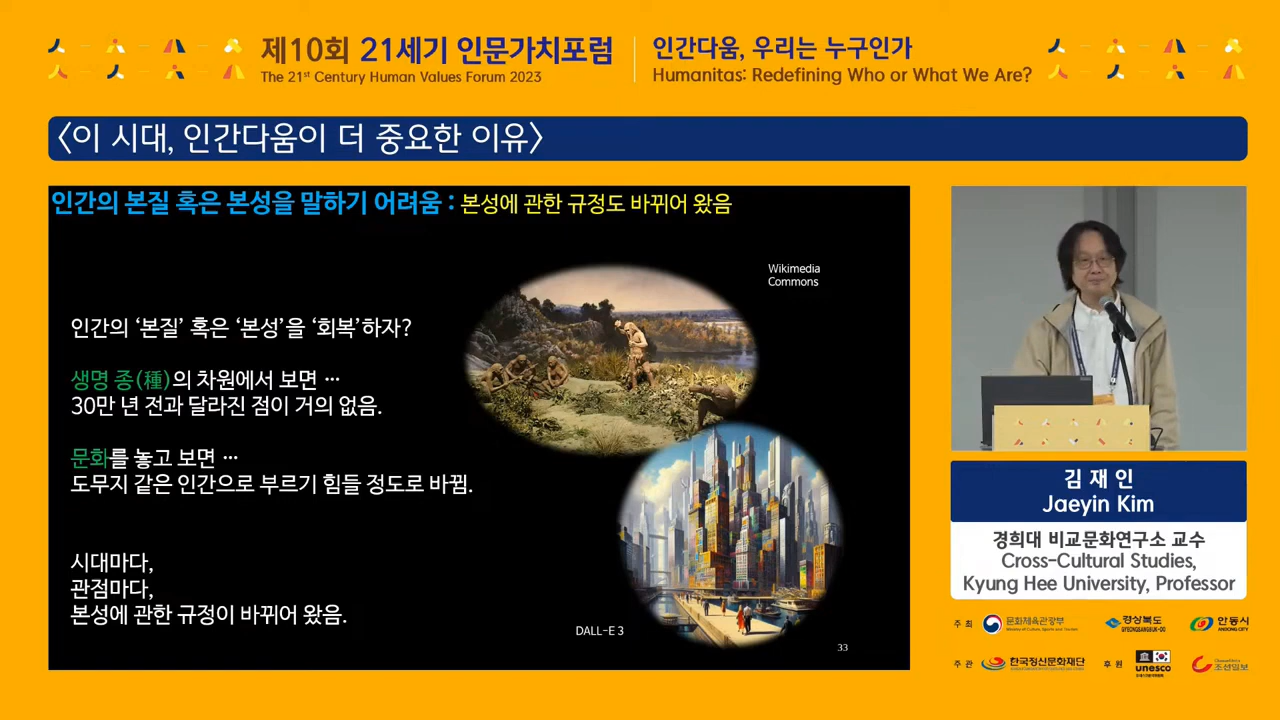 제10회 21세기 인문가치포럼
The 21st Century Human Values Forum 2023
인간다움, 우리는 누구인가
Humanitas: Redefining Who or What We Are?
〈이 시대, 인간다움이 더 중요한 이유〉
인간의 본질 혹은 본성을 말하기 어려움 : 본성에 관한 규정도 바뀌어 왔음
Wikimedia
Commons
인간의 ‘본질’ 혹은 ‘본성’을 ‘회복’하자?
생명 종(種)의 차원에서 보면 …
30만 년 전과 달라진 점이 거의 없음.
문화를 놓고 보면 …
도무지 같은 인간으로 부르기 힘들 정도로 바뀜.
시대마다,
관점마다,
본성에 관한 규정이 바뀌어 왔음.
DALL-E 3
33
김 재 인
Jaeyin Kim
경희대 비교문화연구소 교수
Cross-Cultural Studies,
Kyung Hee University, Professor
주 최
문화체육관광부
Ministry of Culture, Sports and Tourism
경상북도
GYEONGSANGBUK-DO
안동시
ANDONG CITY
주 관
한국정신문화재단
후 원
unesco
조선일보